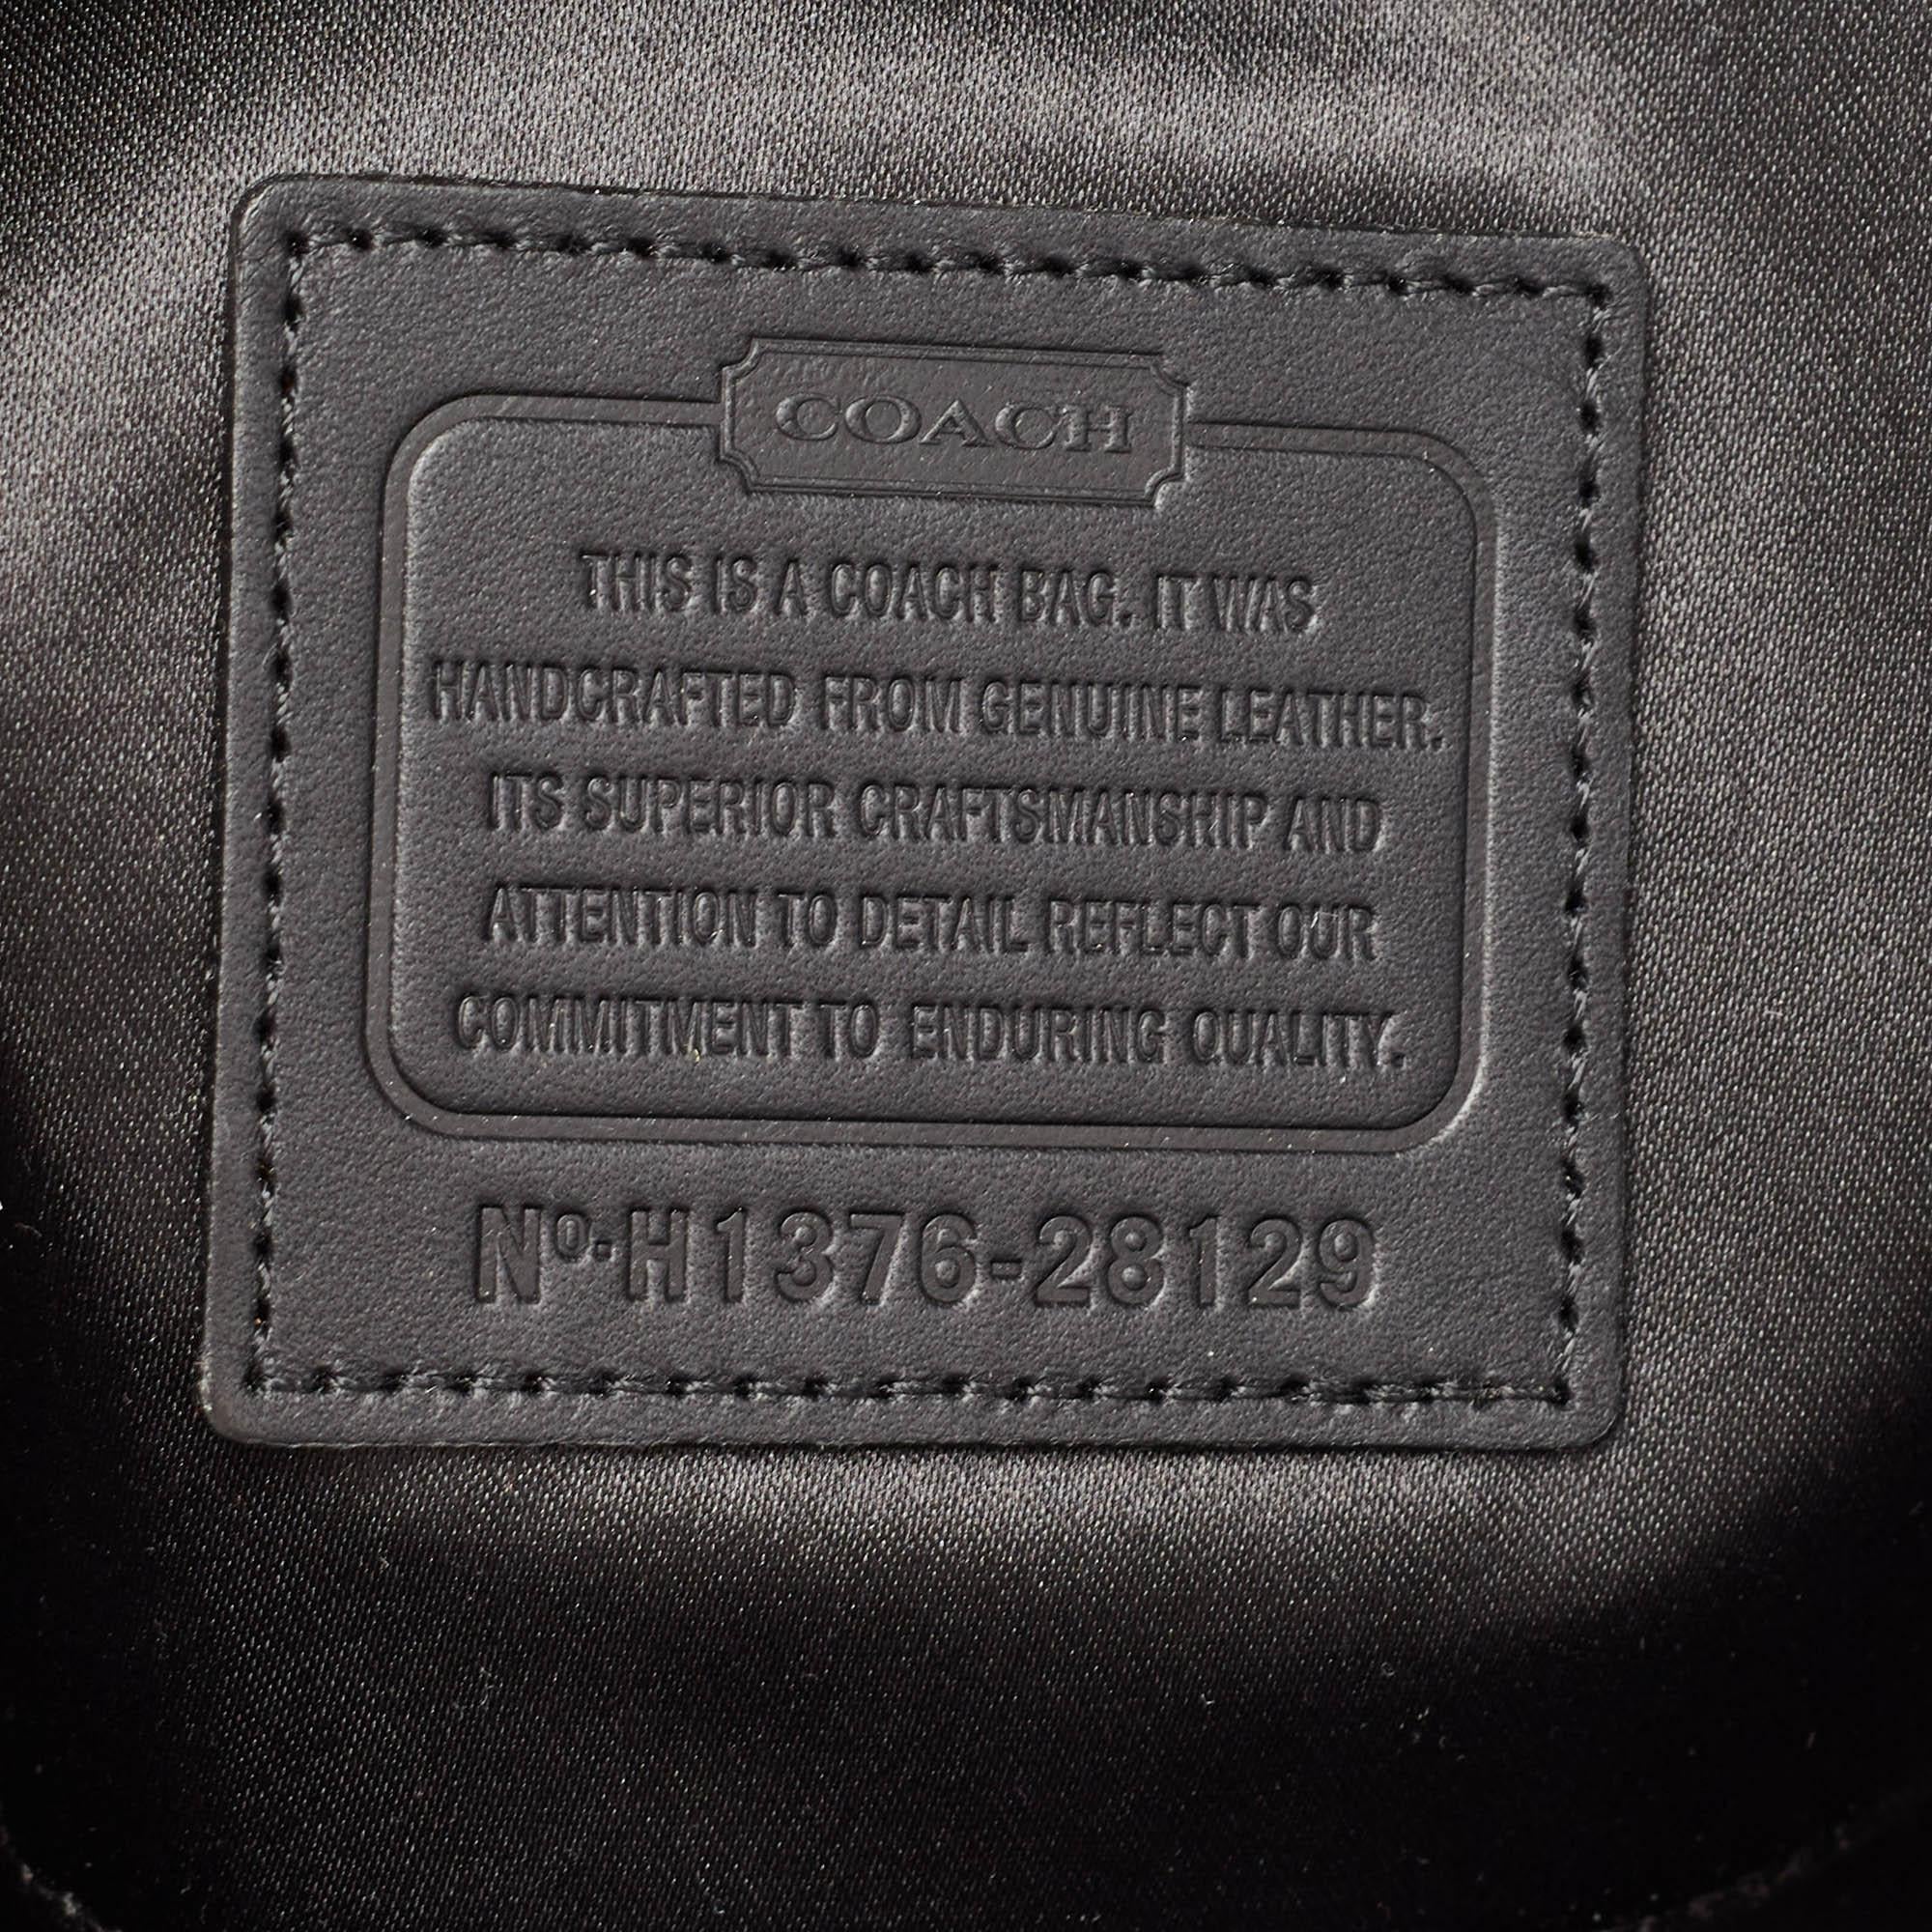 COACH
THIS IS A COACH BAG. IT WAS
HANDCRAFTED FROM GENUINE LEATHER.
ITS SUPERIOR CRAFTSMANSHIP AND
ATTENTION TO DETAIL REFLECT OUR
COMMITMENT TO ENDURING QUALITY.
Nº.H1376-28129